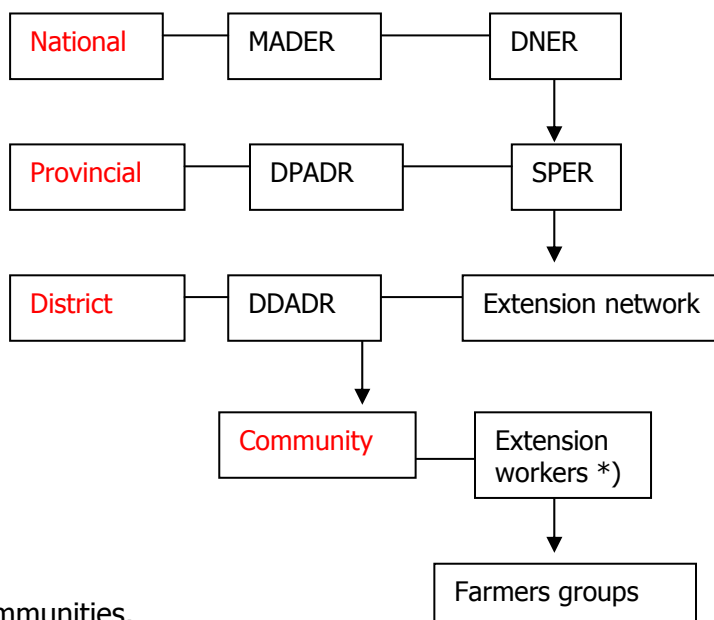 National MADER DNER
Provincial DPADR SPER
District DDADR Extension network
Community Extension
workers *)
Farmers groups